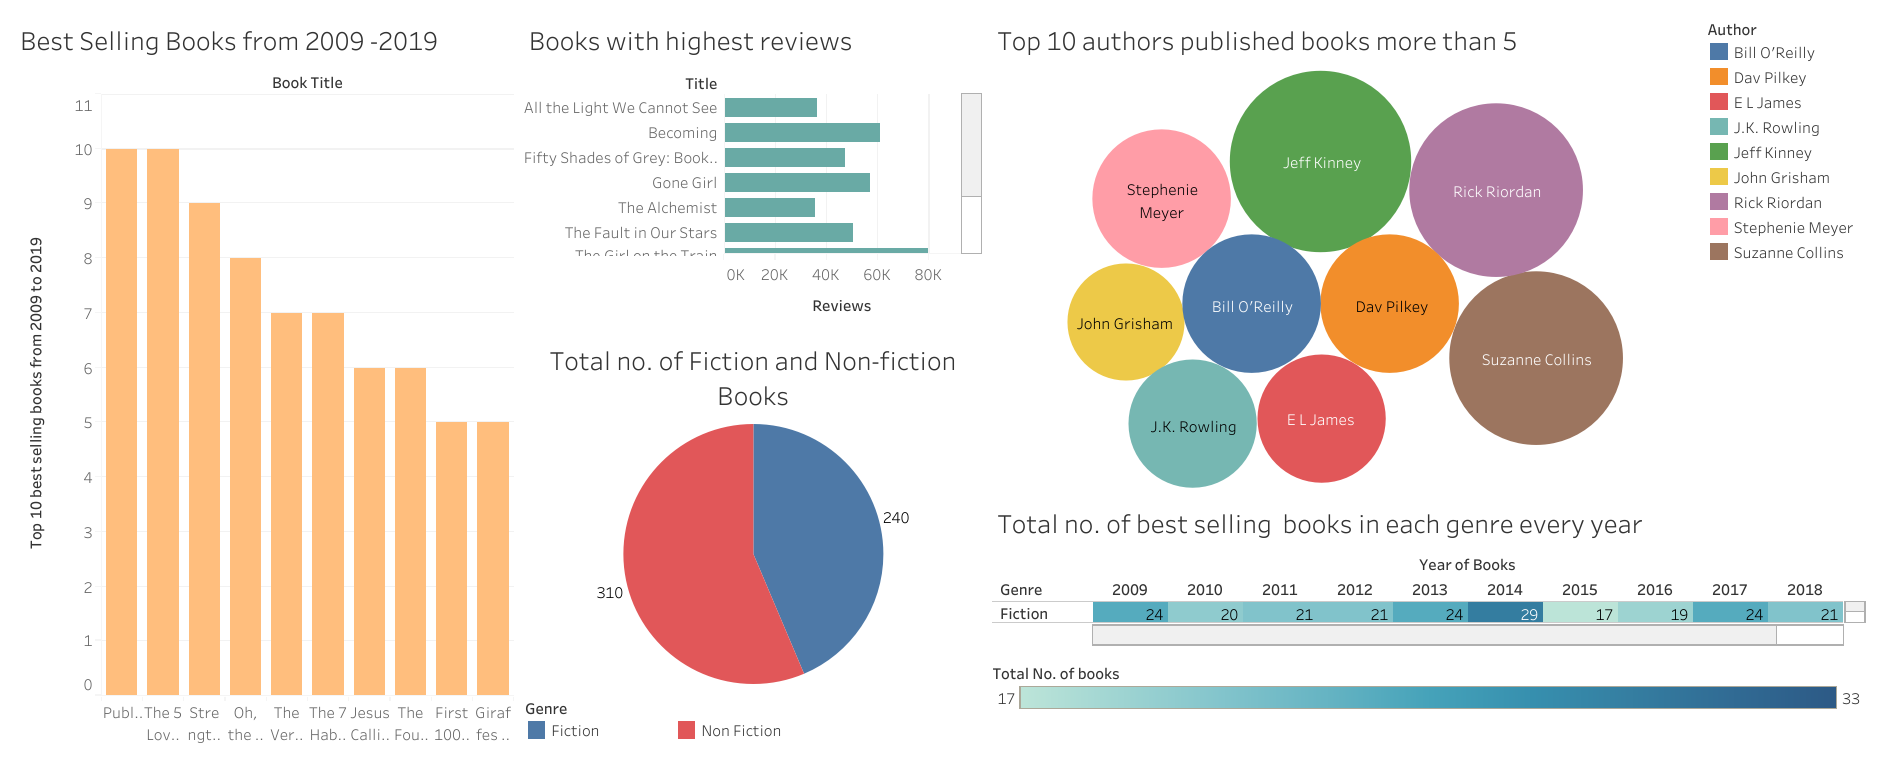 Best Selling Books from 2009 -2019
Book Title
Top 10 best selling books from 2009 to 2019
11
10
9
8
7
6
5
4
3
2
1
0
Publ.. The 5 Stre Oh, The The 7 Jesus The First Giraf
Lov.. ngt.. the .. Ver.. Hab.. Calli.. Fou.. 100.. fes ..
Books with highest reviews
Title
All the Light We Cannot See
Becoming
Fifty Shades of Grey: Book..
Gone Girl
The Alchemist
The Fault in Our Stars
The Girl on the Train
0K 20K 40K 60K 80K
Reviews
Total no. of Fiction and Non-fiction
Books
240
310
Genre
Fiction Non Fiction
Top 10 authors published books more than 5
Jeff Kinney
Stephenie
Meyer
Rick Riordan
John Grisham
Bill O'Reilly
Dav Pilkey
Suzanne Collins
J.K. Rowling
E L James
Author
Bill O'Reilly
Dav Pilkey
E L James
J.K. Rowling
Jeff Kinney
John Grisham
Rick Riordan
Stephenie Meyer
Suzanne Collins
Total no. of best selling  books in each genre every year
Year of Books
Genre 2009 2010 2011 2012 2013 2014 2015 2016 2017 2018
Fiction 24 20 21 21 24 29 17 19 24 21
Total No. of books
17 33